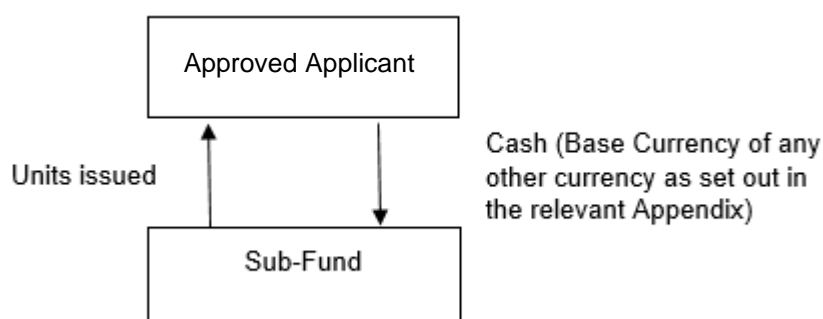 Approved Applicant
Units issued
Cash (Base Currency of any
other currency as set out in
the relevant Appendix)
Sub-Fund